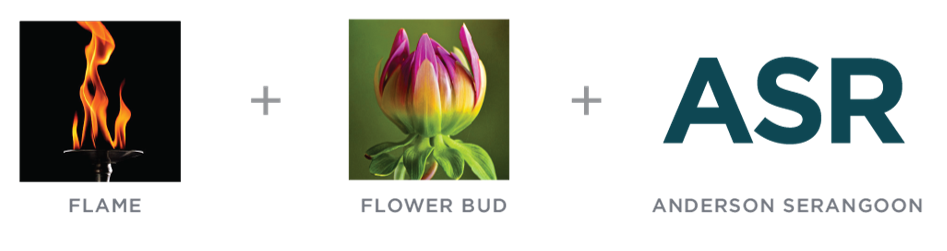 ASR
FLAME
FLOWER BUD
ANDERSON SERANGOON